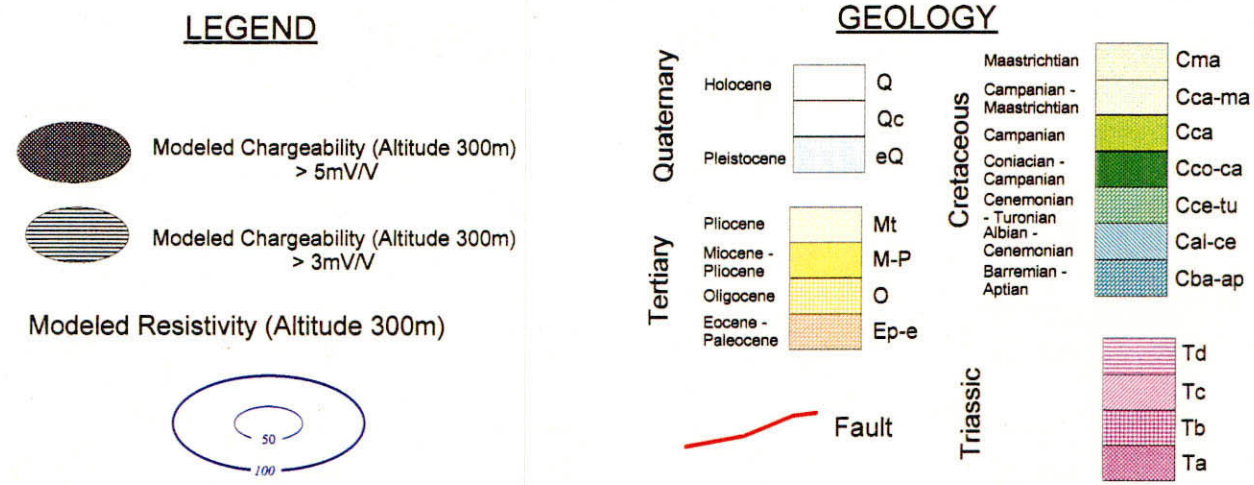 LEGEND
Modeled Chargeability (Altitude 300m)
> 5mV/V
Modeled Chargeability (Altitude 300m)
> 3mV/V
Modeled Resistivity (Altitude 300m)
50
100
GEOLOGY
Quaternary
Holocene
Q
Qc
Pleistocene
eQ
Tertiary
Pliocene
Mt
Miocene -
Pliocene
M-P
Oligocene
O
Eocene -
Paleocene
Ep-e
Fault
Cretaceous
Maastrichtian
Cma
Campanian -
Maastrichtian
Cca-ma
Campanian
Cca
Coniacian -
Campanian
Cco-ca
Cenemonian
- Turonian
Cce-tu
Albian -
Cenemonian
Cal-ce
Barremian -
Aptian
Cba-ap
Triassic
Td
Tc
Tb
Ta